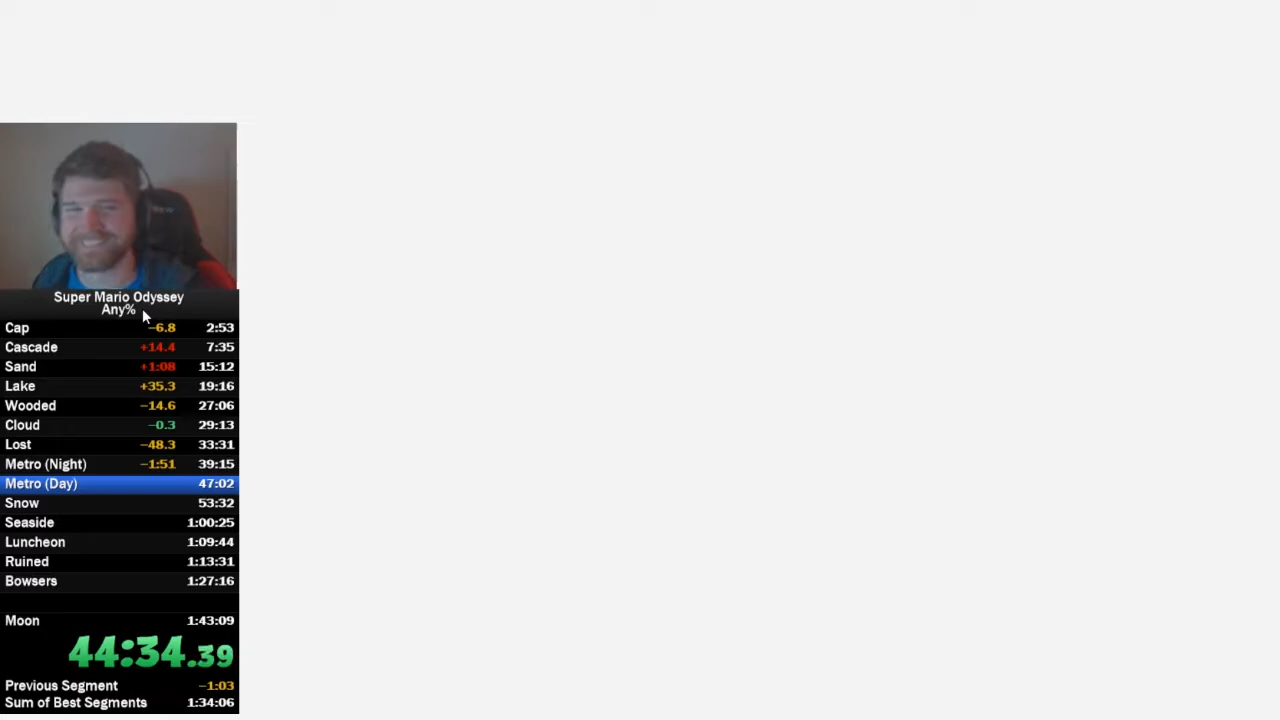 Super Mario Odyssey
Any%
Cap −6.8 2:53
Cascade +14.4 7:35
Sand +1:08 15:12
Lake +35.3 19:16
Wooded −14.6 27:06
Cloud −0.3 29:13
Lost −48.3 33:31
Metro (Night) −1:51 39:15
Metro (Day) 47:02
Snow 53:32
Seaside 1:00:25
Luncheon 1:09:44
Ruined 1:13:31
Bowsers 1:27:16
Moon 1:43:09
44:34.39
Previous Segment −1:03
Sum of Best Segments 1:34:06